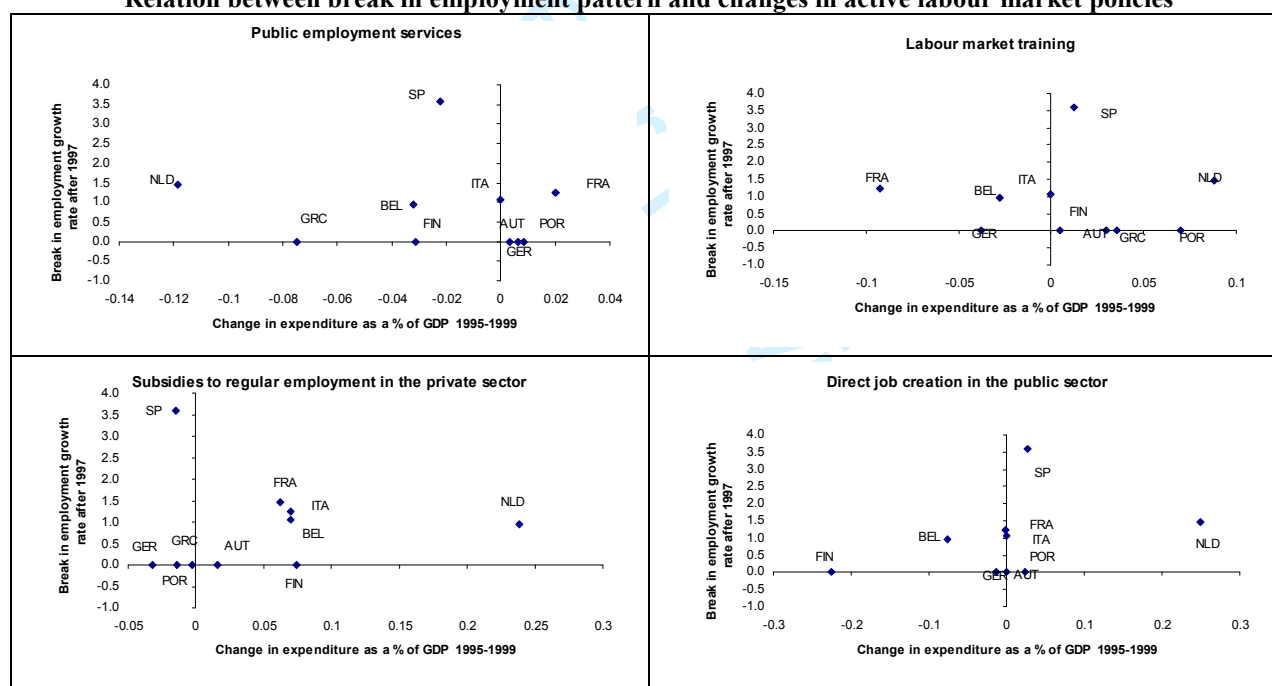 Relation between break in employment pattern and changes in active labour market policies
Public employment services
Break in employment growth
rate after 1997
4.0
3.5
3.0
2.5
2.0
1.5
1.0
0.5
0.0
-0.5
-1.0
SP
NLD
ITA
FRA
BEL
GRC
FIN
AUT
POR
GER
-0.14
-0.12
-0.1
-0.08
-0.06
-0.04
-0.02
0
0.02
0.04
Change in expenditure as a % of GDP 1995-1999
Labour market training
Break in employment growth
rate after 1997
4.0
3.5
3.0
2.5
2.0
1.5
1.0
0.5
0.0
-0.5
-1.0
SP
FRA
BEL
ITA
NLD
FIN
GER
AUT
GRC
POR
-0.15
-0.1
-0.05
0
0.05
0.1
Change in expenditure as a % of GDP 1995-1999
Subsidies to regular employment in the private sector
Break in employment growth
rate after 1997
4.0
3.5
3.0
2.5
2.0
1.5
1.0
0.5
0.0
-0.5
-1.0
SP
FRA
ITA
NLD
BEL
GER
GRC
AUT
POR
FIN
-0.05
0
0.05
0.1
0.15
0.2
0.25
0.3
Change in expenditure as a % of GDP 1995-1999
Direct job creation in the public sector
Break in employment growth
rate after 1997
4.0
3.5
3.0
2.5
2.0
1.5
1.0
0.5
0.0
-0.5
-1.0
SP
FRA
BEL
ITA
NLD
FIN
POR
GER
AUT
-0.3
-0.2
-0.1
0
0.1
0.2
0.3
Change in expenditure as a % of GDP 1995-1999